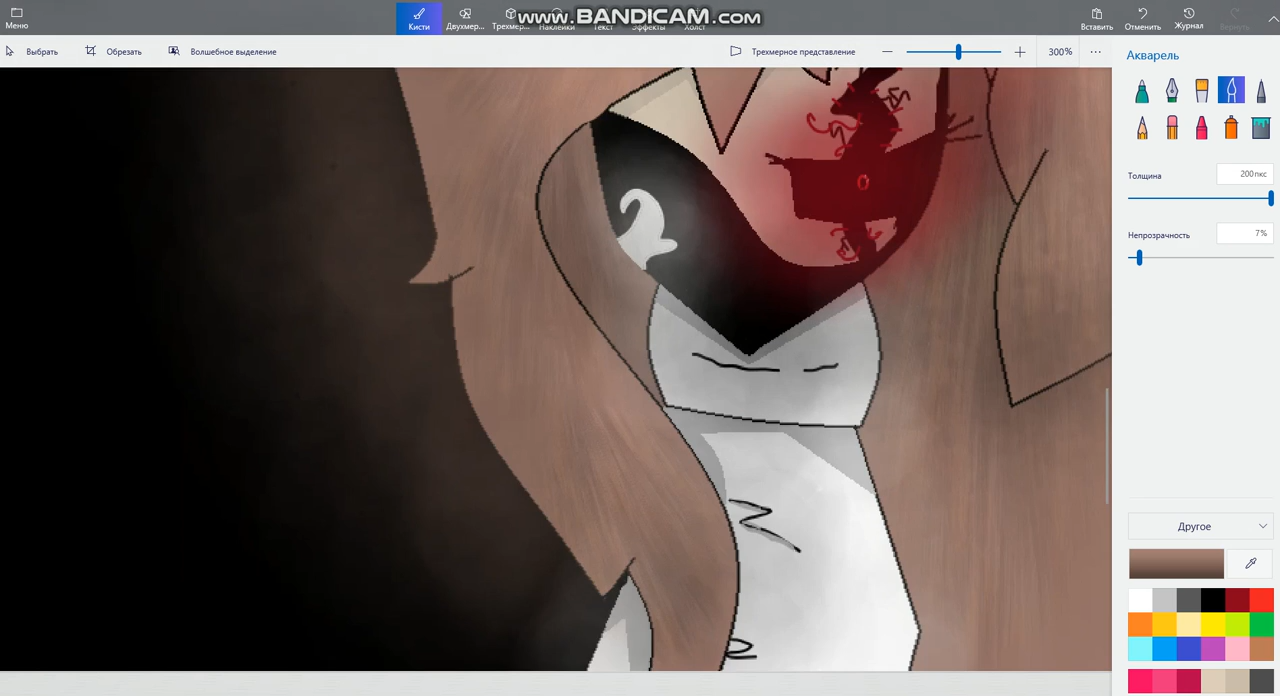 Меню
Кисти
Двухмер...
Трехмер...
Наклейки
Текст
Эффекты
Холст
www.BANDICAM.com
Вставить
Отменить
Журнал
Вернуть
Выбрать
Обрезать
Волшебное выделение
Трехмерное представление
300%
Акварель
Толщина
200пкс
Непрозрачность
7%
Другое